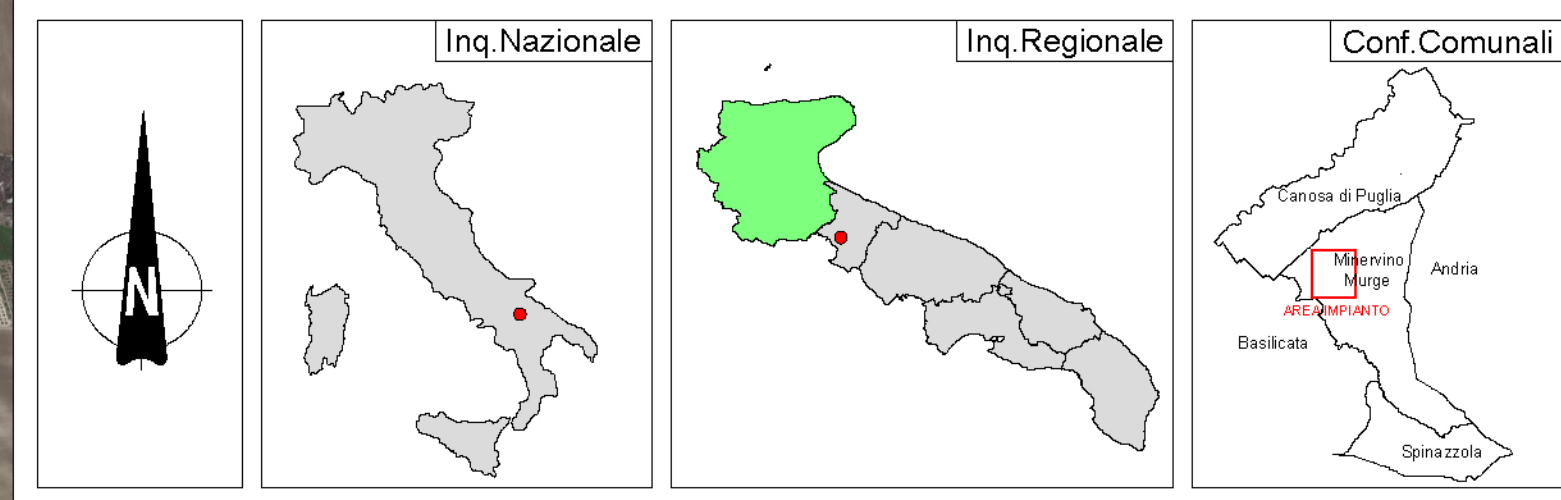 N
Inq.Nazionale
Inq.Regionale
Conf.Comunali
Canosa di Puglia
Minervino
Murge
Andria
AREA IMPIANTO
Basilicata
Spinazzola